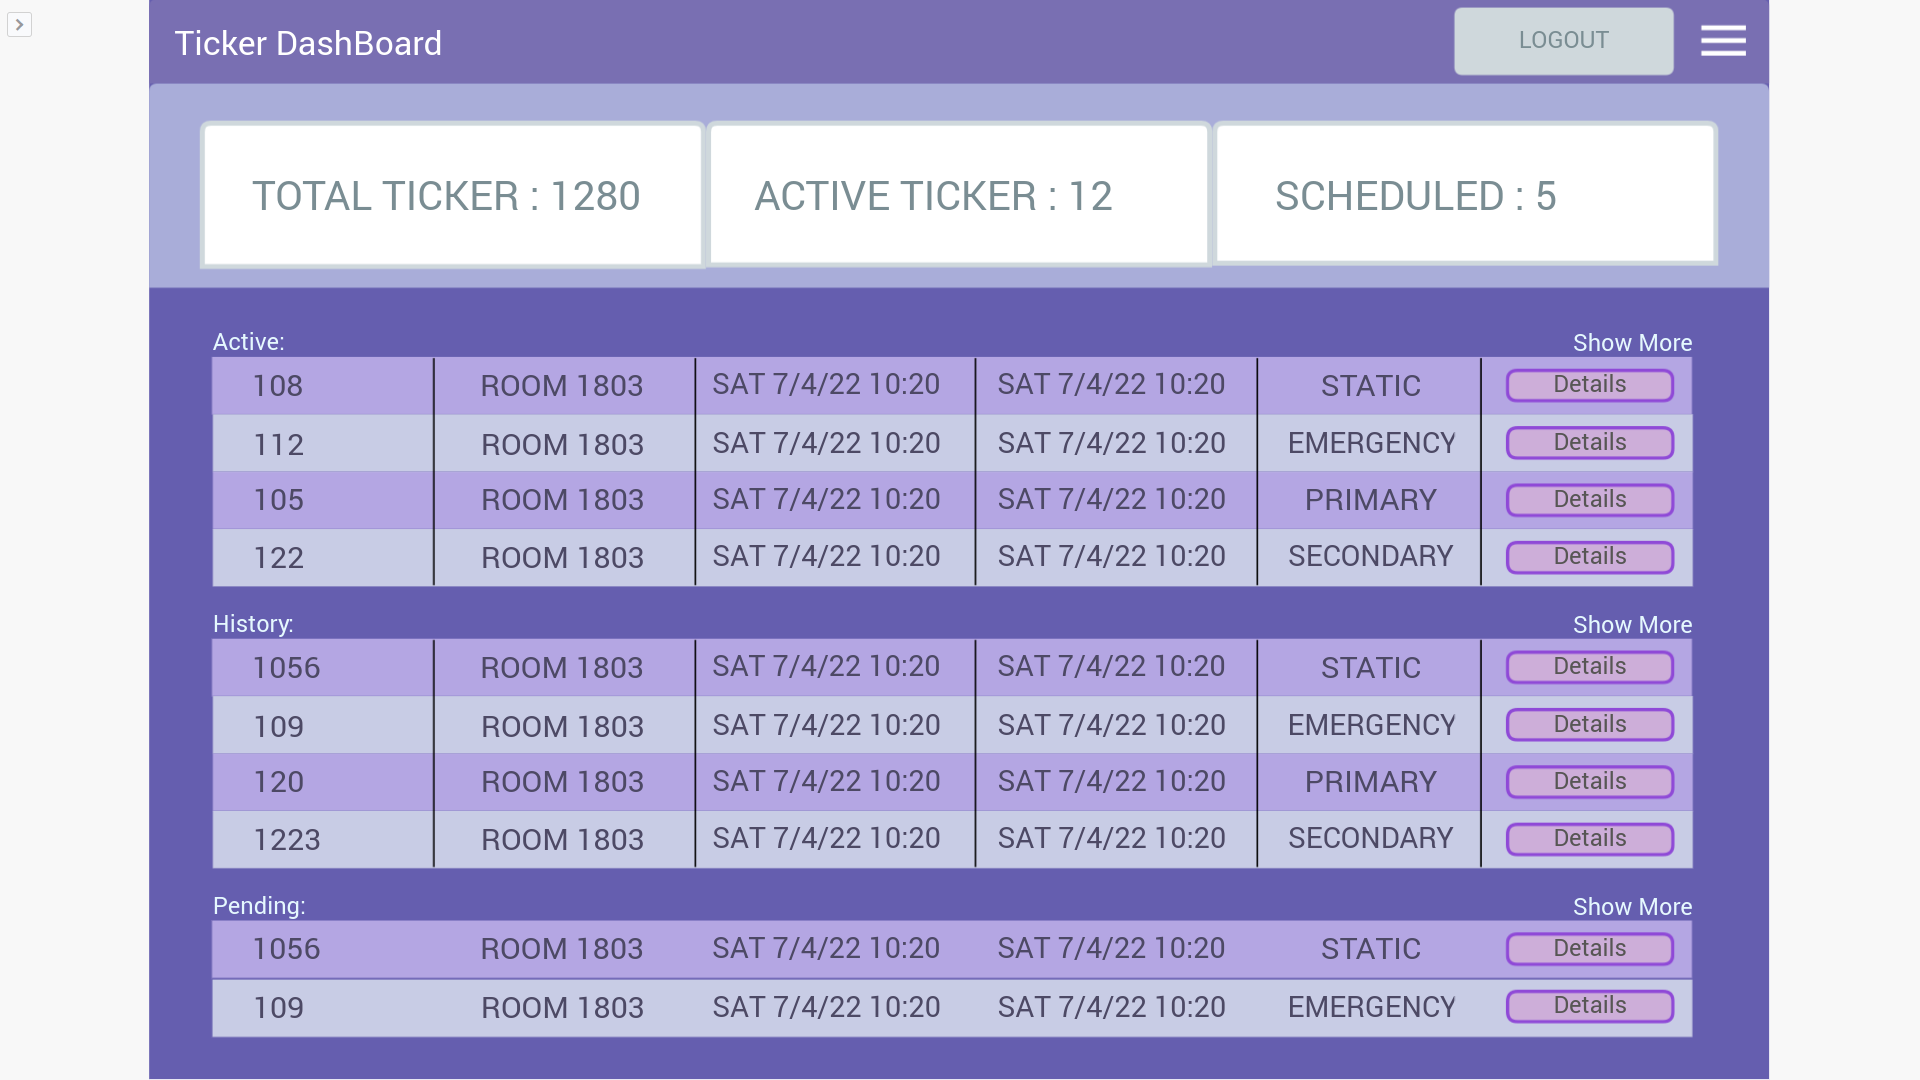 Ticker DashBoard LOGOUT
TOTAL TICKER : 1280 ACTIVE TICKER : 12 SCHEDULED : 5
Active: Show More
108 ROOM 1803 SAT 7/4/22 10:20 SAT 7/4/22 10:20 STATIC Details
112 ROOM 1803 SAT 7/4/22 10:20 SAT 7/4/22 10:20 EMERGENCY Details
105 ROOM 1803 SAT 7/4/22 10:20 SAT 7/4/22 10:20 PRIMARY Details
122 ROOM 1803 SAT 7/4/22 10:20 SAT 7/4/22 10:20 SECONDARY Details
History: Show More
1056 ROOM 1803 SAT 7/4/22 10:20 SAT 7/4/22 10:20 STATIC Details
109 ROOM 1803 SAT 7/4/22 10:20 SAT 7/4/22 10:20 EMERGENCY Details
120 ROOM 1803 SAT 7/4/22 10:20 SAT 7/4/22 10:20 PRIMARY Details
1223 ROOM 1803 SAT 7/4/22 10:20 SAT 7/4/22 10:20 SECONDARY Details
Pending: Show More
1056 ROOM 1803 SAT 7/4/22 10:20 SAT 7/4/22 10:20 STATIC Details
109 ROOM 1803 SAT 7/4/22 10:20 SAT 7/4/22 10:20 EMERGENCY Details